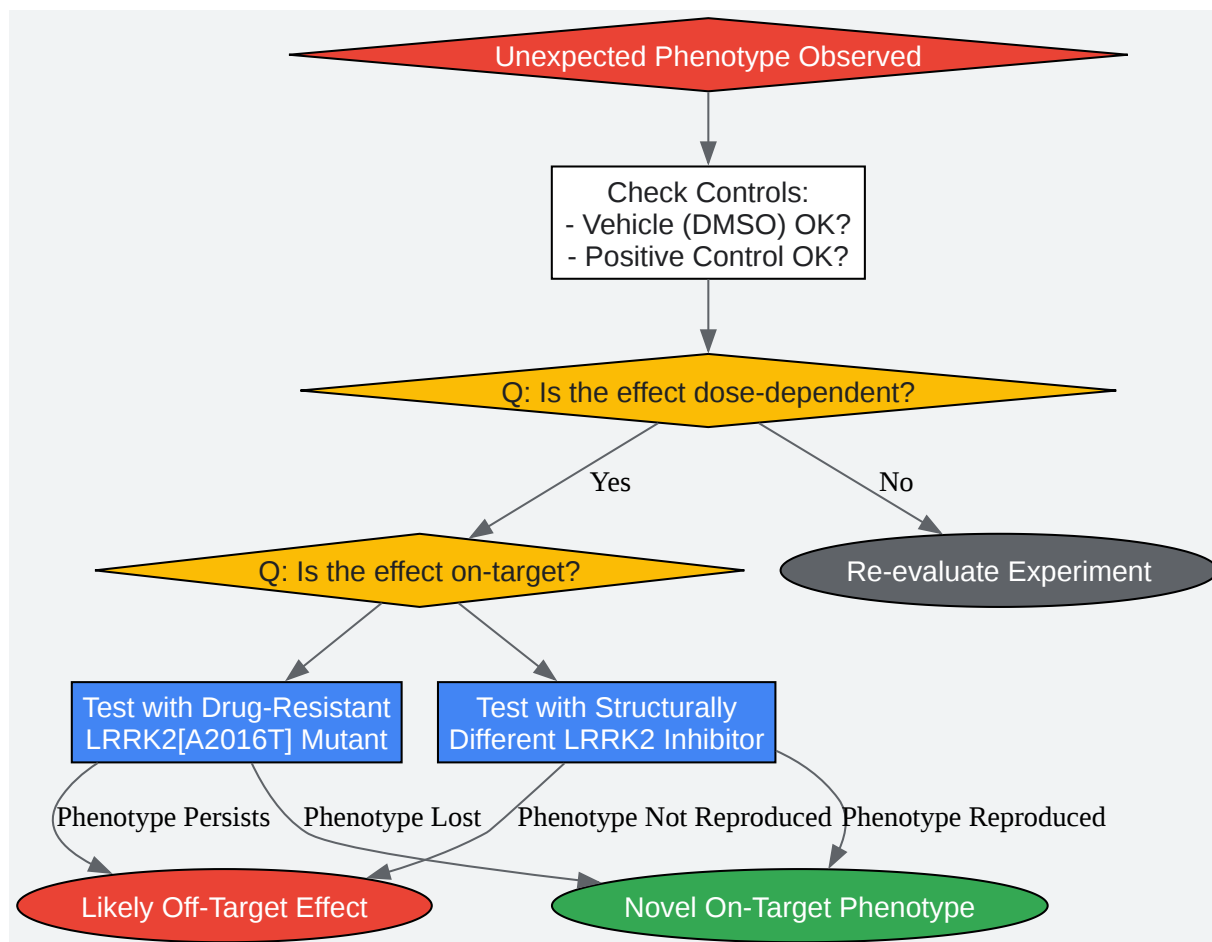 Unexpected Phenotype Observed
Check Controls:
- Vehicle (DMSO) OK?
- Positive Control OK?
Q: Is the effect dose-dependent?
Yes
No
Q: Is the effect on-target?
Re-evaluate Experiment
Test with Drug-Resistant
LRRK2[A2016T] Mutant
Test with Structurally
Different LRRK2 Inhibitor
Phenotype Persists
Phenotype Lost
Phenotype Not Reproduced
Phenotype Reproduced
Likely Off-Target Effect
Novel On-Target Phenotype